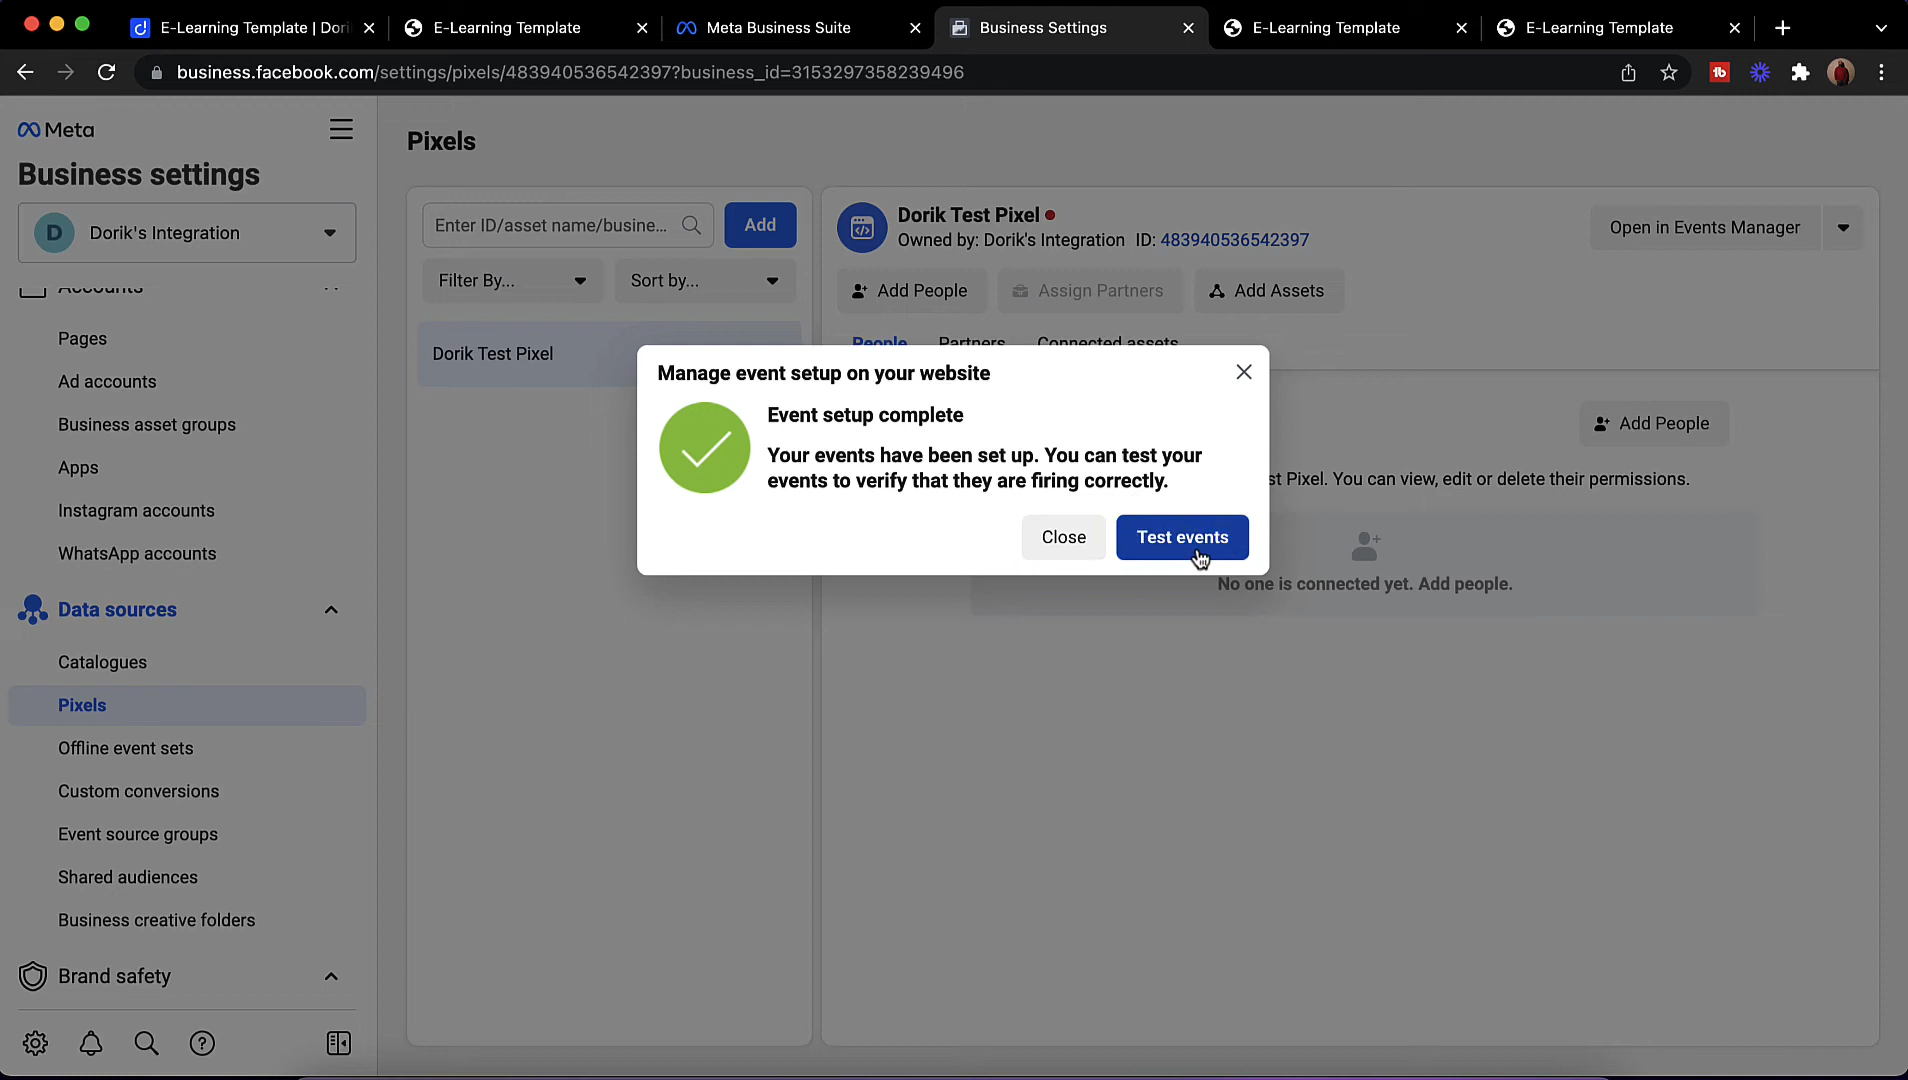 E-Learning Template | Dori
E-Learning Template
Meta Business Suite
Business Settings
E-Learning Template
E-Learning Template
business.facebook.com/settings/pixels/483940536542397?business_id=3153297358239496
Meta
Business settings
D
Dorik's Integration
Accounts
Pages
Ad accounts
Business asset groups
Apps
Instagram accounts
WhatsApp accounts
Data sources
Catalogues
Pixels
Offline event sets
Custom conversions
Event source groups
Shared audiences
Business creative folders
Brand safety
Pixels
Enter ID/asset name/busine...
Add
Filter By...
Sort by...
Dorik Test Pixel
Dorik Test Pixel
Owned by: Dorik's Integration ID: 483940536542397
Open in Events Manager
Add People
Assign Partners
Add Assets
People
Partners
Connected assets
Add People
st Pixel. You can view, edit or delete their permissions.
No one is connected yet. Add people.
Manage event setup on your website
Event setup complete
Your events have been set up. You can test your
events to verify that they are firing correctly.
Close
Test events